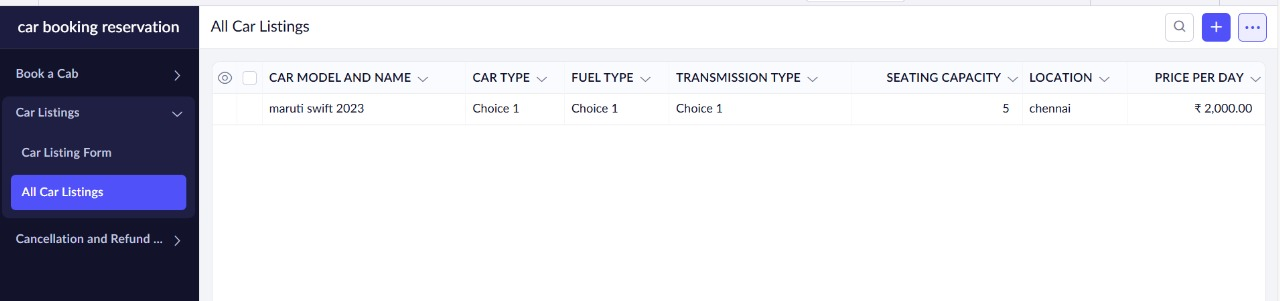 car booking reservation
All Car Listings
Book a Cab
Car Listings
Car Listing Form
All Car Listings
Cancellation and Refund ...
CAR MODEL AND NAME CAR TYPE FUEL TYPE TRANSMISSION TYPE SEATING CAPACITY LOCATION PRICE PER DAY
maruti swift 2023 Choice 1 Choice 1 Choice 1 5 chennai ₹ 2,000.00